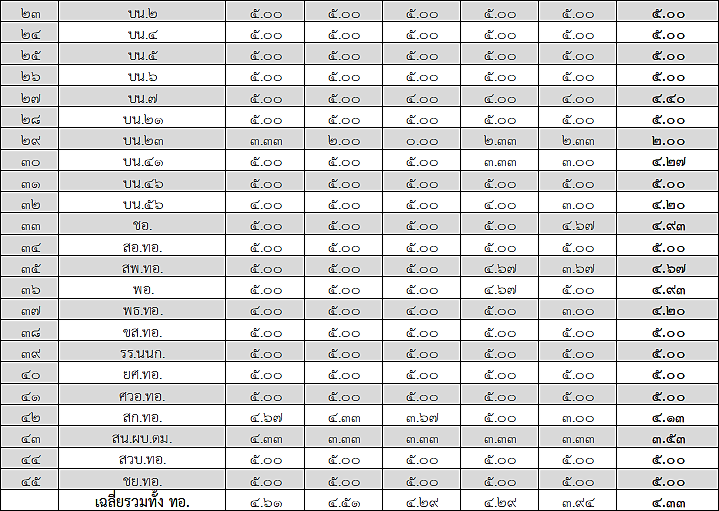 ๒๓ บน.๒ ๕.๐๐ ๕.๐๐ ๕.๐๐ ๕.๐๐ ๕.๐๐ ๕.๐๐
๒๔ บน.๔ ๕.๐๐ ๕.๐๐ ๕.๐๐ ๕.๐๐ ๕.๐๐ ๕.๐๐
๒๕ บน.๕ ๕.๐๐ ๕.๐๐ ๕.๐๐ ๕.๐๐ ๕.๐๐ ๕.๐๐
๒๖ บน.๖ ๕.๐๐ ๕.๐๐ ๕.๐๐ ๕.๐๐ ๕.๐๐ ๕.๐๐
๒๗ บน.๗ ๕.๐๐ ๕.๐๐ ๔.๐๐ ๔.๐๐ ๔.๐๐ ๔.๔๐
๒๘ บน.๒๑ ๕.๐๐ ๕.๐๐ ๕.๐๐ ๕.๐๐ ๕.๐๐ ๕.๐๐
๒๙ บน.๒๓ ๓.๓๓ ๒.๐๐ ๐.๐๐ ๒.๓๓ ๒.๓๓ ๒.๐๐
๓๐ บน.๔๑ ๕.๐๐ ๕.๐๐ ๕.๐๐ ๓.๓๓ ๓.๐๐ ๔.๒๗
๓๑ บน.๔๖ ๕.๐๐ ๕.๐๐ ๕.๐๐ ๕.๐๐ ๕.๐๐ ๕.๐๐
๓๒ บน.๕๖ ๔.๐๐ ๕.๐๐ ๕.๐๐ ๔.๐๐ ๓.๐๐ ๔.๒๐
๓๓ ชอ. ๕.๐๐ ๕.๐๐ ๕.๐๐ ๕.๐๐ ๔.๖๗ ๔.๙๓
๓๔ สอ.ทอ. ๕.๐๐ ๕.๐๐ ๕.๐๐ ๕.๐๐ ๕.๐๐ ๕.๐๐
๓๕ สพ.ทอ. ๕.๐๐ ๕.๐๐ ๕.๐๐ ๔.๖๗ ๓.๖๗ ๔.๖๗
๓๖ พอ. ๕.๐๐ ๕.๐๐ ๕.๐๐ ๔.๖๗ ๕.๐๐ ๔.๙๓
๓๗ พธ.ทอ. ๔.๐๐ ๕.๐๐ ๔.๐๐ ๕.๐๐ ๓.๐๐ ๔.๒๐
๓๘ ขส.ทอ. ๕.๐๐ ๕.๐๐ ๕.๐๐ ๕.๐๐ ๕.๐๐ ๕.๐๐
๓๙ รร.นนก. ๕.๐๐ ๕.๐๐ ๕.๐๐ ๕.๐๐ ๕.๐๐ ๕.๐๐
๔๐ ยศ.ทอ. ๕.๐๐ ๕.๐๐ ๕.๐๐ ๕.๐๐ ๕.๐๐ ๕.๐๐
๔๑ ศวอ.ทอ. ๕.๐๐ ๕.๐๐ ๕.๐๐ ๕.๐๐ ๕.๐๐ ๕.๐๐
๔๒ สก.ทอ. ๔.๖๗ ๔.๓๓ ๓.๖๗ ๕.๐๐ ๓.๐๐ ๔.๑๓
๔๓ สน.ผบ.ดม. ๔.๓๓ ๓.๓๓ ๓.๓๓ ๓.๓๓ ๓.๓๓ ๓.๕๓
๔๔ สวบ.ทอ. ๕.๐๐ ๕.๐๐ ๕.๐๐ ๕.๐๐ ๕.๐๐ ๕.๐๐
๔๕ ชย.ทอ. ๕.๐๐ ๕.๐๐ ๕.๐๐ ๕.๐๐ ๕.๐๐ ๕.๐๐
เฉลี่ยรวมทั้ง ทอ. ๔.๖๑ ๔.๕๑ ๔.๒๙ ๔.๒๙ ๓.๙๔ ๔.๓๓